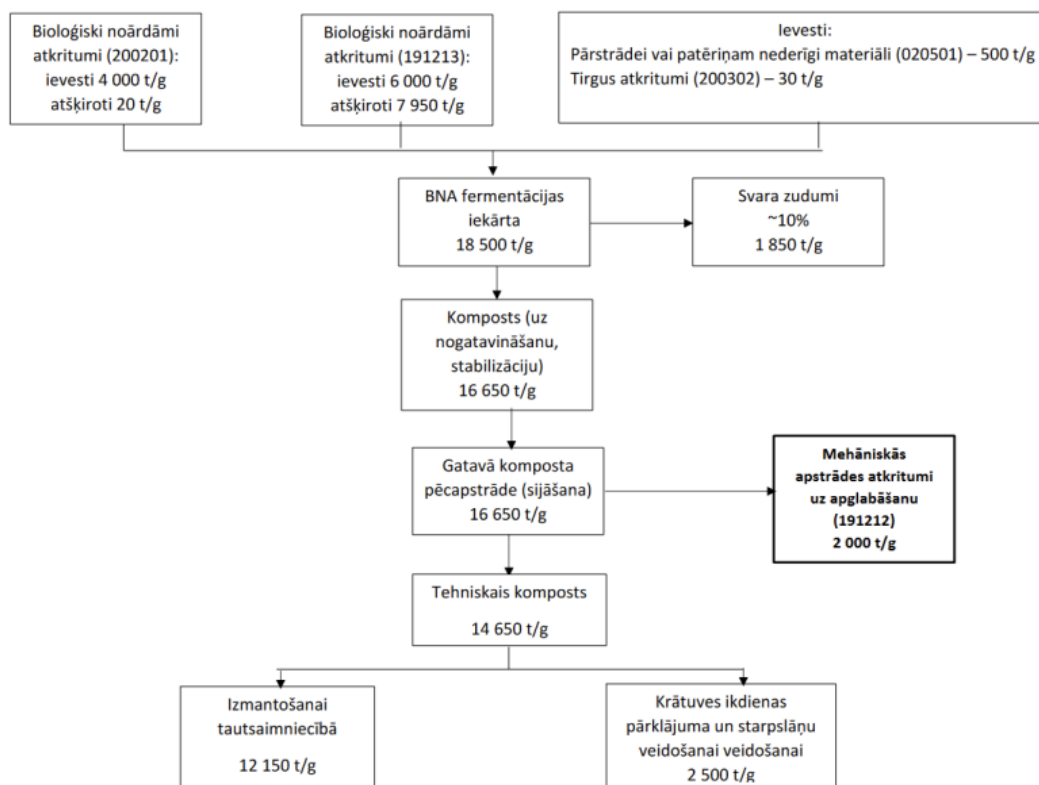 Bioloģiski noārdāmi
atkritumi (200201):
ievesti 4 000 t/g
atšķiroti 20 t/g
Bioloģiski noārdāmi
atkritumi (191213):
ievesti 6 000 t/g
atšķiroti 7 950 t/g
Ievesti:
Pārstrādei vai patēriņam nederīgi materiāli (020501) – 500 t/g
Tirgus atkritumi (200302) – 30 t/g
BNA fermentācijas
iekārta
18 500 t/g
Svara zudumi
~10%
1 850 t/g
Komposts (uz
nogatavināšanu,
stabilizāciju)
16 650 t/g
Gatavā komposta
pēcapstrāde (sijāšana)
16 650 t/g
Mehāniskās
apstrādes atkritumi
uz apglabāšanu
(191212)
2 000 t/g
Tehniskais komposts
14 650 t/g
Izmantošanai
tautsaimniecībā
12 150 t/g
Krātuves ikdienas
pārklājuma un starpslāņu
veidošanai veidošanai
2 500 t/g